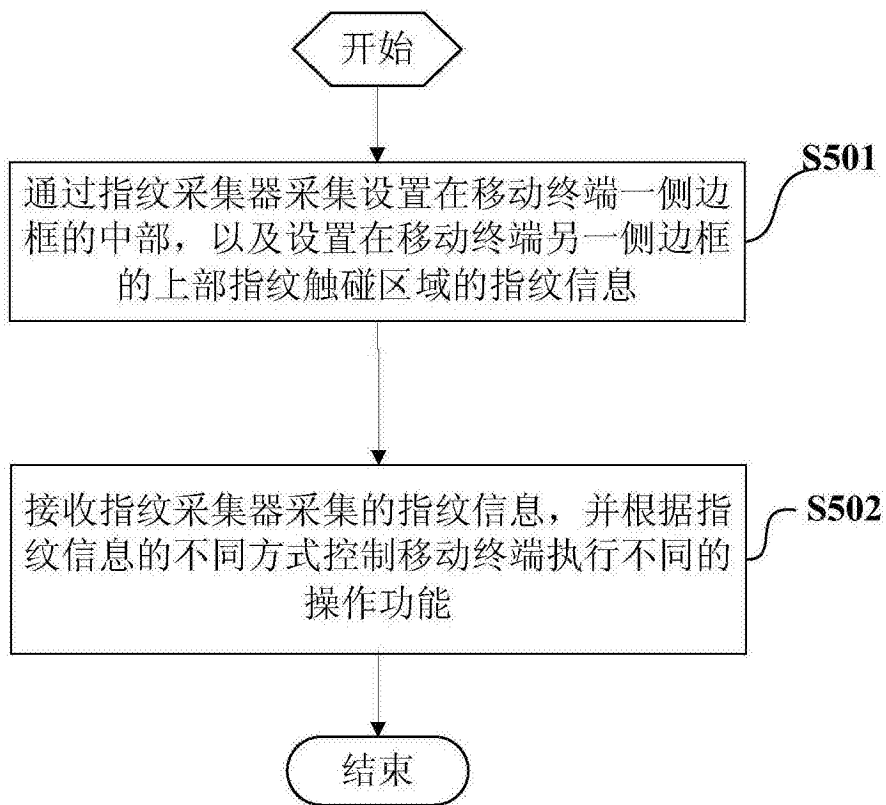 开始
S501
通过指纹采集器采集设置在移动终端一侧边
框的中部，以及设置在移动终端另一侧边框
的上部指纹触碰区域的指纹信息
S502
接收指纹采集器采集的指纹信息，并根据指
纹信息的不同方式控制移动终端执行不同的
操作功能
结束